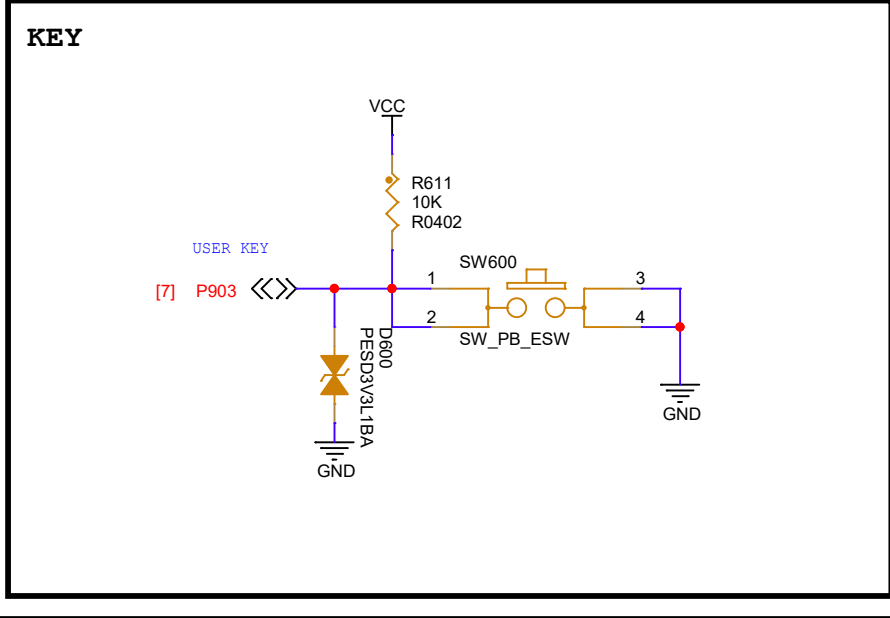 KEY
VCC
R611
10K
R0402
USER KEY
[7] P903
SW600
1
3
2
4
SW_PB_ESW
D600
PESD3V3L1BA
GND
GND